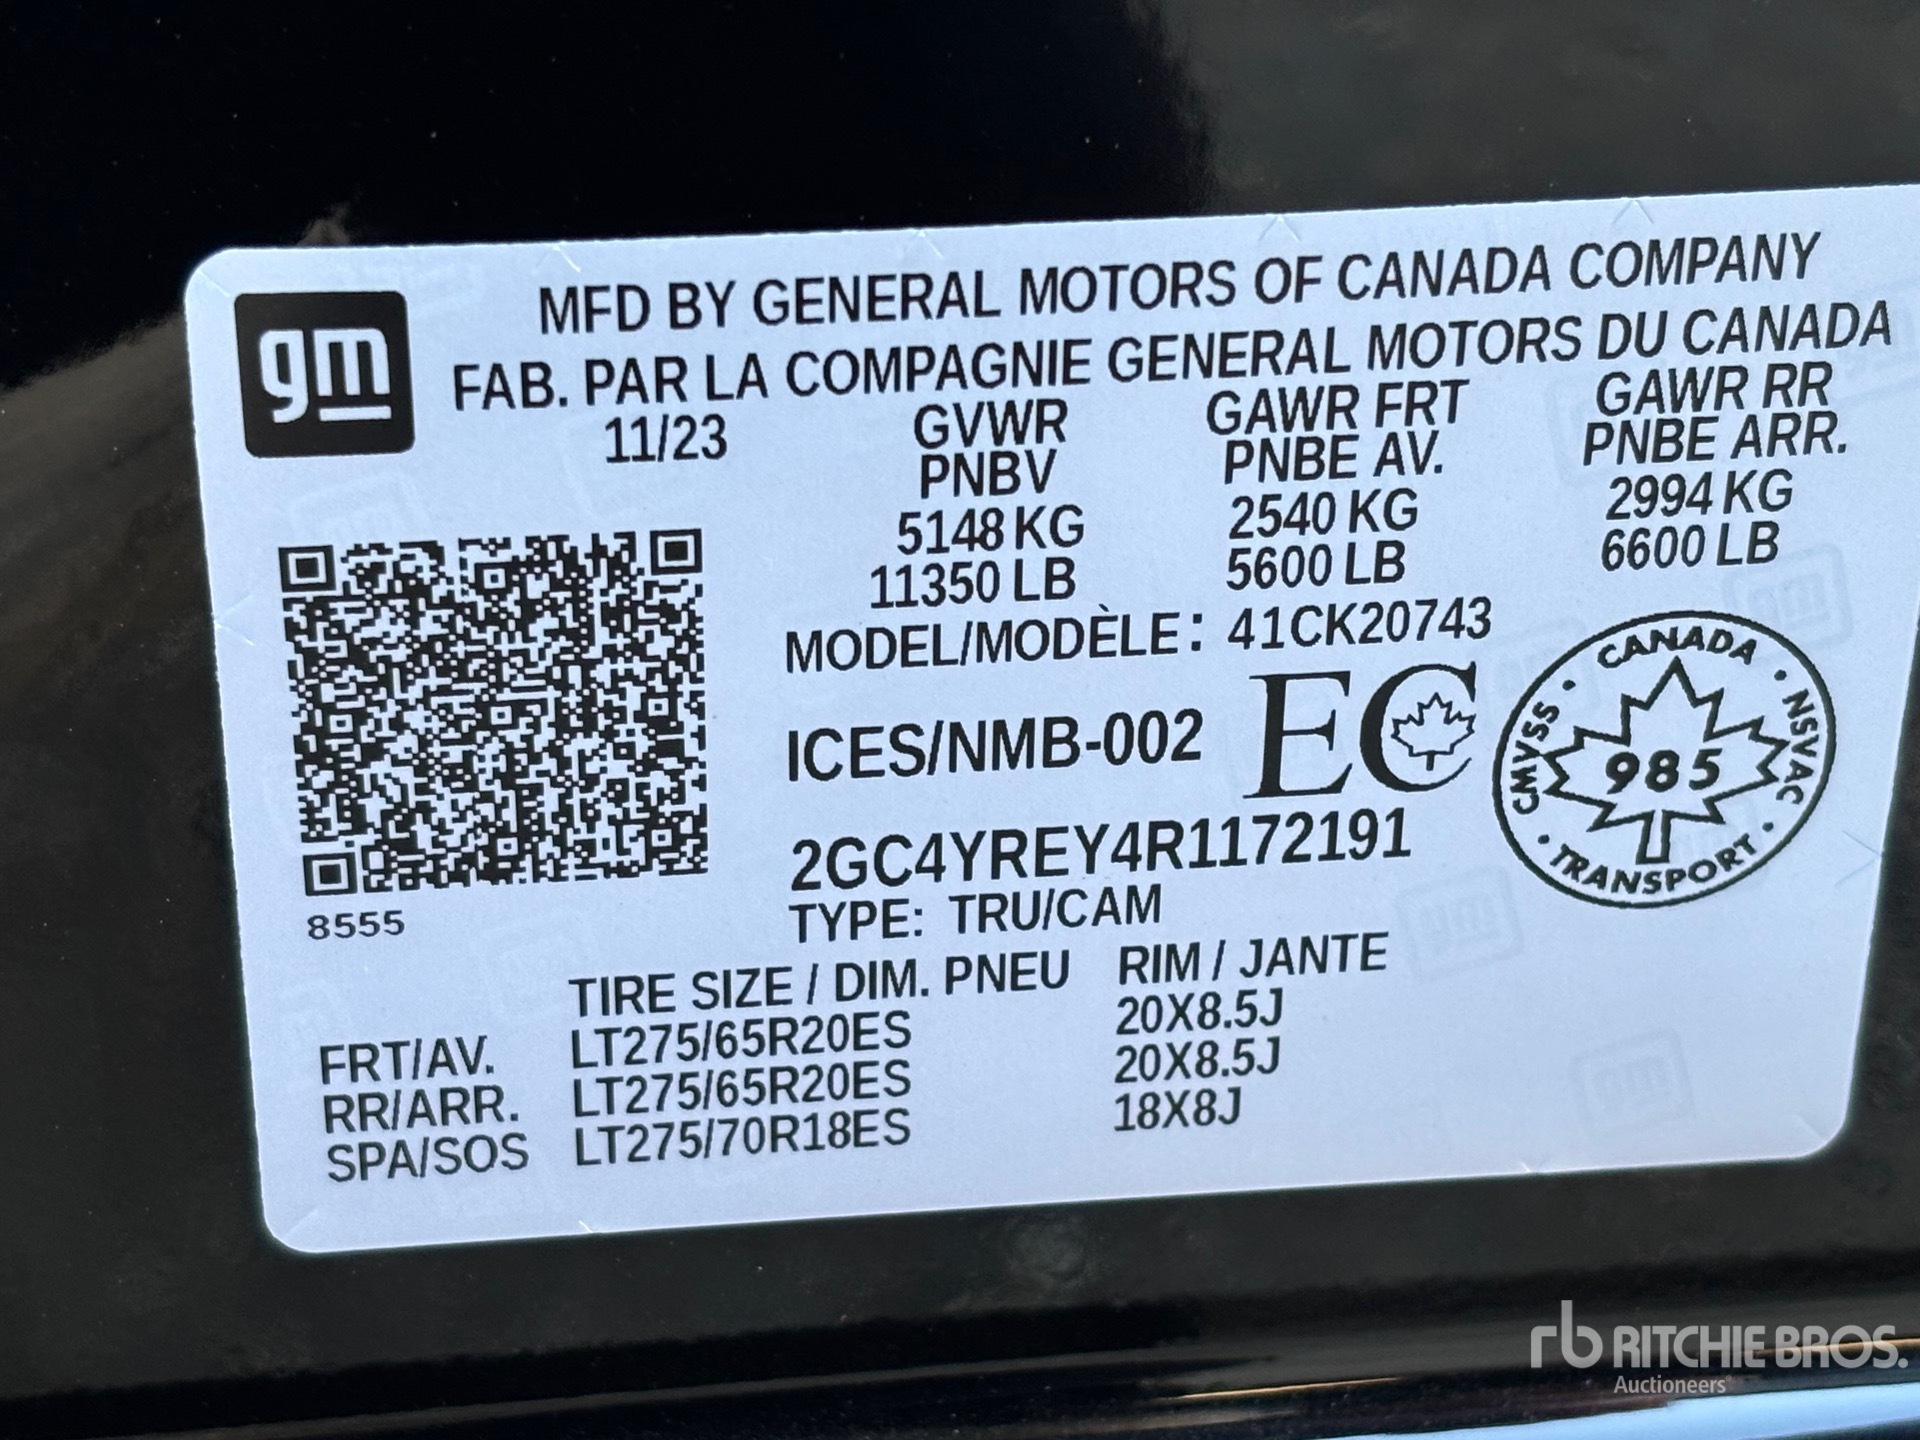 gm
MFD BY GENERAL MOTORS OF CANADA COMPANY
FAB. PAR LA COMPAGNIE GENERAL MOTORS DU CANADA
11/23
GVWR GAWR FRT GAWR RR
PNBV PNBE AV. PNBE ARR.
5148 KG 2540 KG 2994 KG
11350 LB 5600 LB 6600 LB
MODEL/MODÈLE: 41CK20743
ICES/NMB-002 EC
CANADA · NSVAC · TRANSPORT · CMVSS ·
985
2GC4YREY4R1172191
TYPE: TRU/CAM
8555
TIRE SIZE / DIM. PNEU RIM / JANTE
FRT/AV. LT275/65R20ES 20X8.5J
RR/ARR. LT275/65R20ES 20X8.5J
SPA/SOS LT275/70R18ES 18X8J
rb RITCHIE BROS.
Auctioneers